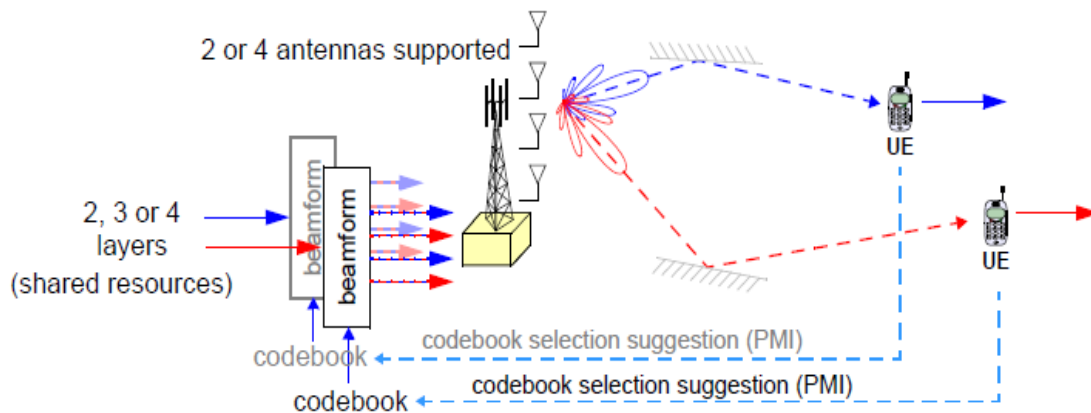 2 or 4 antennas supported
UE
2, 3 or 4
layers
(shared resources)
beamform
beamform
UE
codebook selection suggestion (PMI)
codebook
codebook selection suggestion (PMI)
codebook